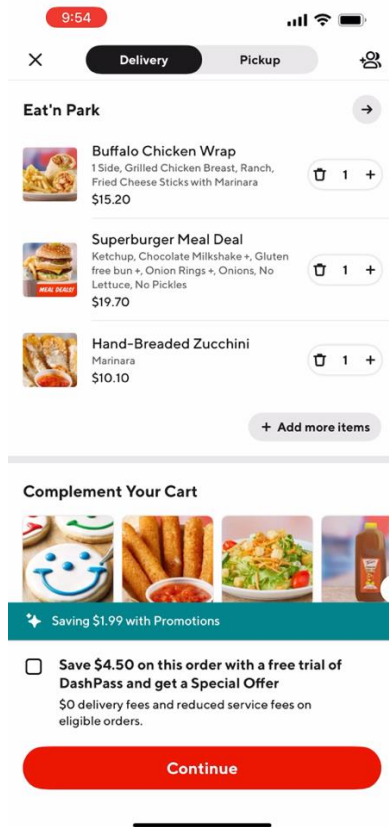 9:54
Delivery
Pickup
Eat'n Park
Buffalo Chicken Wrap
1 Side, Grilled Chicken Breast, Ranch,
Fried Cheese Sticks with Marinara
$15.20
1
Superburger Meal Deal
Ketchup, Chocolate Milkshake +, Gluten
free bun +, Onion Rings +, Onions, No
Lettuce, No Pickles
$19.70
MEAL DEALS!
1
Hand-Breaded Zucchini
Marinara
$10.10
1
+ Add more items
Complement Your Cart
Saving $1.99 with Promotions
Save $4.50 on this order with a free trial of
DashPass and get a Special Offer
$0 delivery fees and reduced service fees on
eligible orders.
Continue